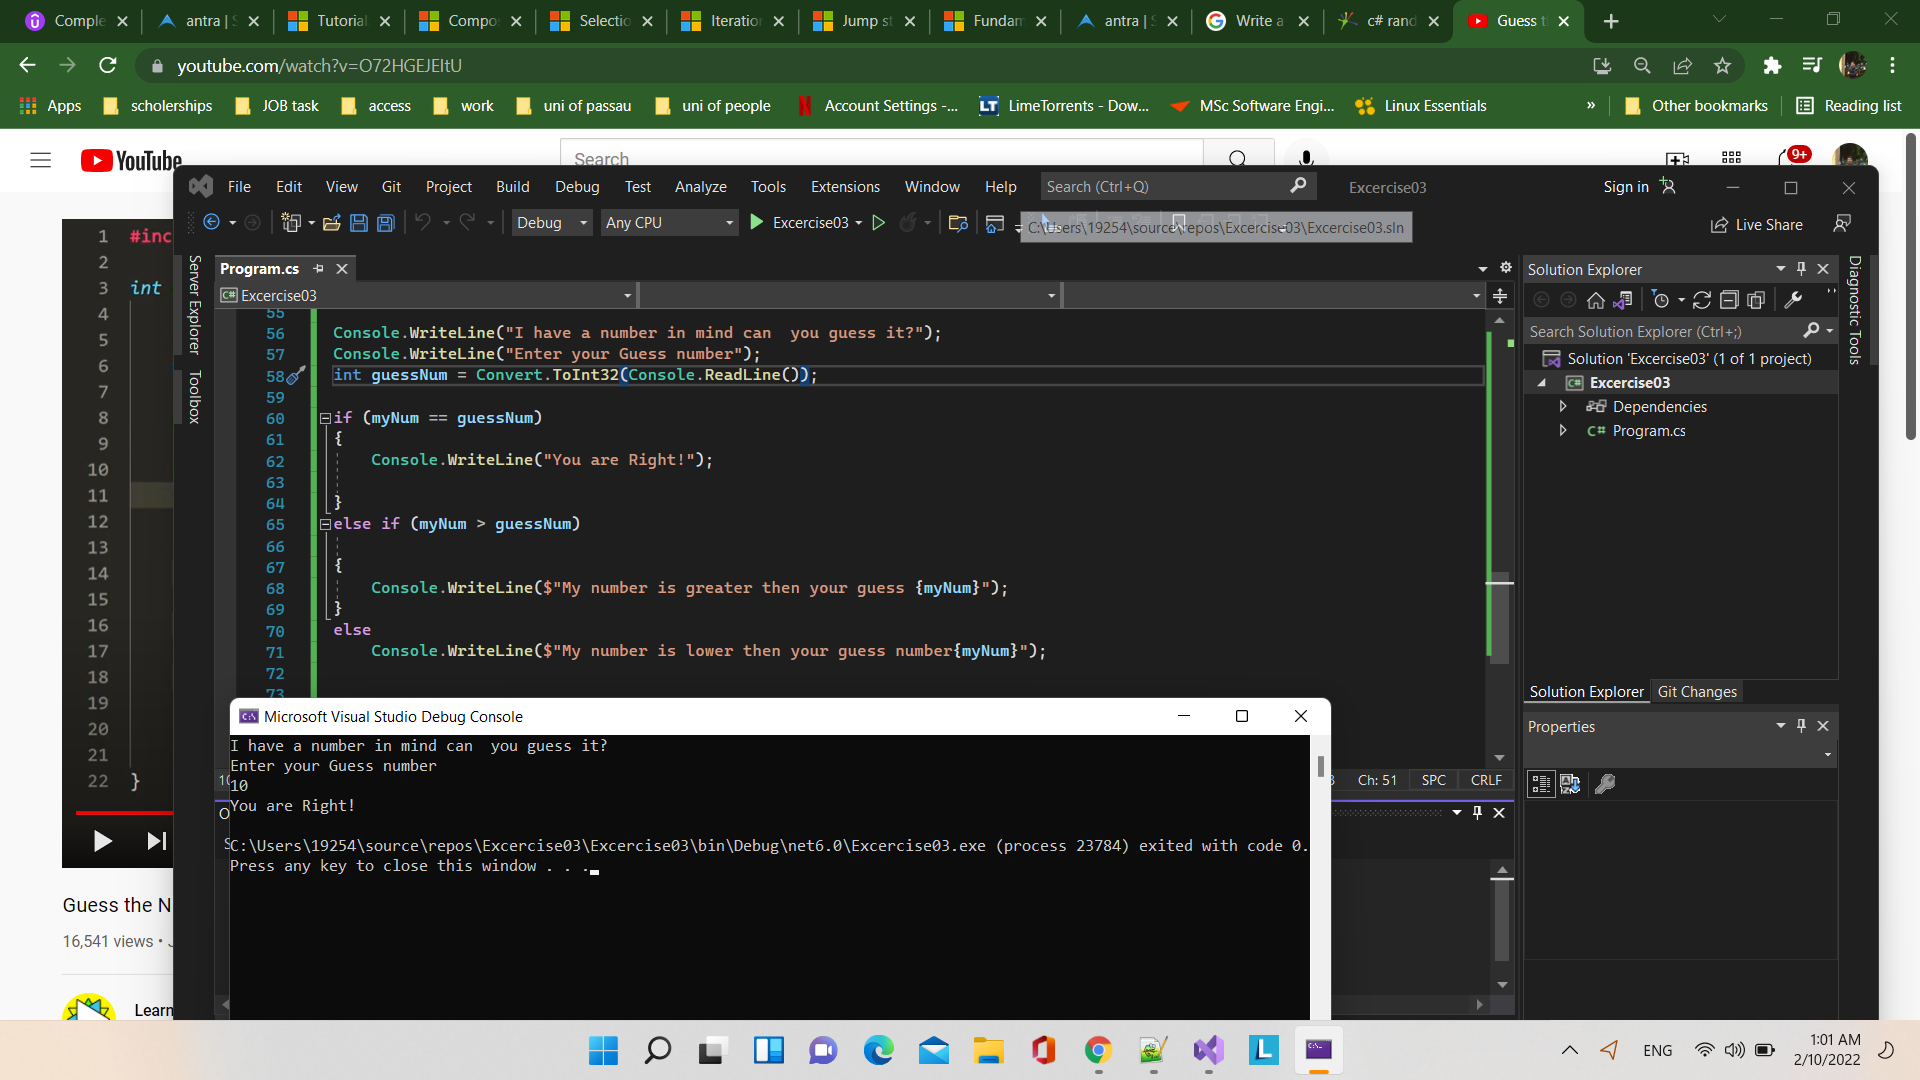 Comple
antra | S
Tutorial
Compo
Selectio
Iteration
Jump st
Fundam
antra | S
Write a
c# rand
Guess t
youtube.com/watch?v=O72HGEJEItU
Apps
scholerships
JOB task
access
work
uni of passau
uni of people
Account Settings -...
LT
LimeTorrents - Dow...
MSc Software Engi...
Linux Essentials
»
Other bookmarks
Reading list
YouTube
Search
9+
File Edit View Git Project Build Debug Test Analyze Tools Extensions Window Help
Search (Ctrl+Q)
Excercise03
Sign in
Debug
Any CPU
Excercise03
C:\Users\19254\source\repos\Excercise03\Excercise03.sln
Live Share
Server Explorer
Toolbox
Program.cs
C# Excercise03
55
56 Console.WriteLine("I have a number in mind can  you guess it?");
57 Console.WriteLine("Enter your Guess number");
58 int guessNum = Convert.ToInt32(Console.ReadLine());
59
60 if (myNum == guessNum)
61 {
62 Console.WriteLine("You are Right!");
63
64 }
65 else if (myNum > guessNum)
66
67 {
68 Console.WriteLine($"My number is greater then your guess {myNum}");
69 }
70 else
71 Console.WriteLine($"My number is lower then your guess number{myNum}");
72
73
1 #inc
2
3 int
4
5
6
7
8
9
10
11
12
13
14
15
16
17
18
19
20
21
22 }
Guess the N
16,541 views •
Learn
Solution Explorer
Search Solution Explorer (Ctrl+;)
Solution 'Excercise03' (1 of 1 project)
C# Excercise03
Dependencies
C# Program.cs
Diagnostic Tools
Solution Explorer
Git Changes
Properties
Ch: 51
SPC
CRLF
Microsoft Visual Studio Debug Console
I have a number in mind can  you guess it?
Enter your Guess number
10
You are Right!
C:\Users\19254\source\repos\Excercise03\Excercise03\bin\Debug\net6.0\Excercise03.exe (process 23784) exited with code 0.
Press any key to close this window . . .
L
ENG
1:01 AM
2/10/2022